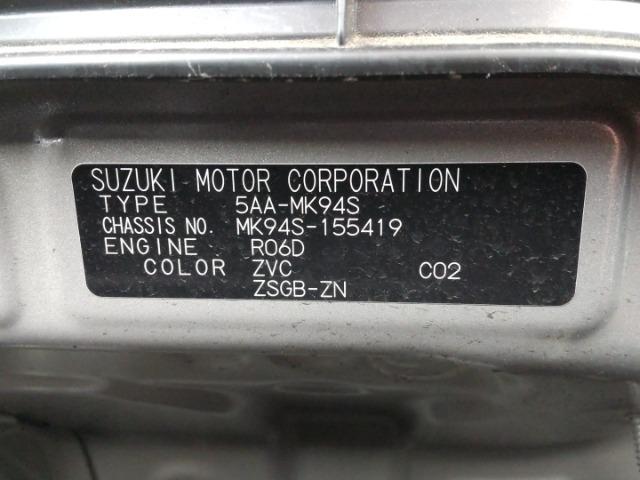 SUZUKI MOTOR CORPORATION
TYPE 5AA-MK94S
CHASSIS NO. MK94S-155419
ENGINE R06D
COLOR ZVC C02
ZSGB-ZN